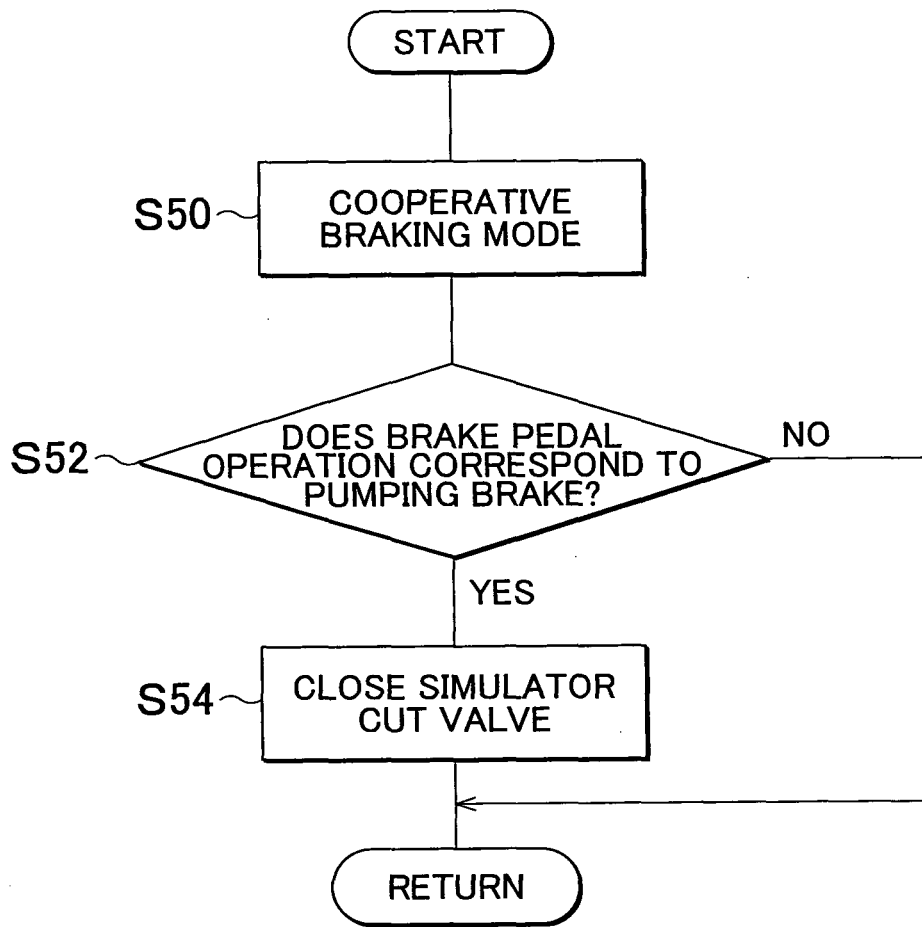 START
S50
COOPERATIVE
BRAKING MODE
S52
DOES BRAKE PEDAL
OPERATION CORRESPOND TO
PUMPING BRAKE?
NO
YES
S54
CLOSE SIMULATOR
CUT VALVE
RETURN